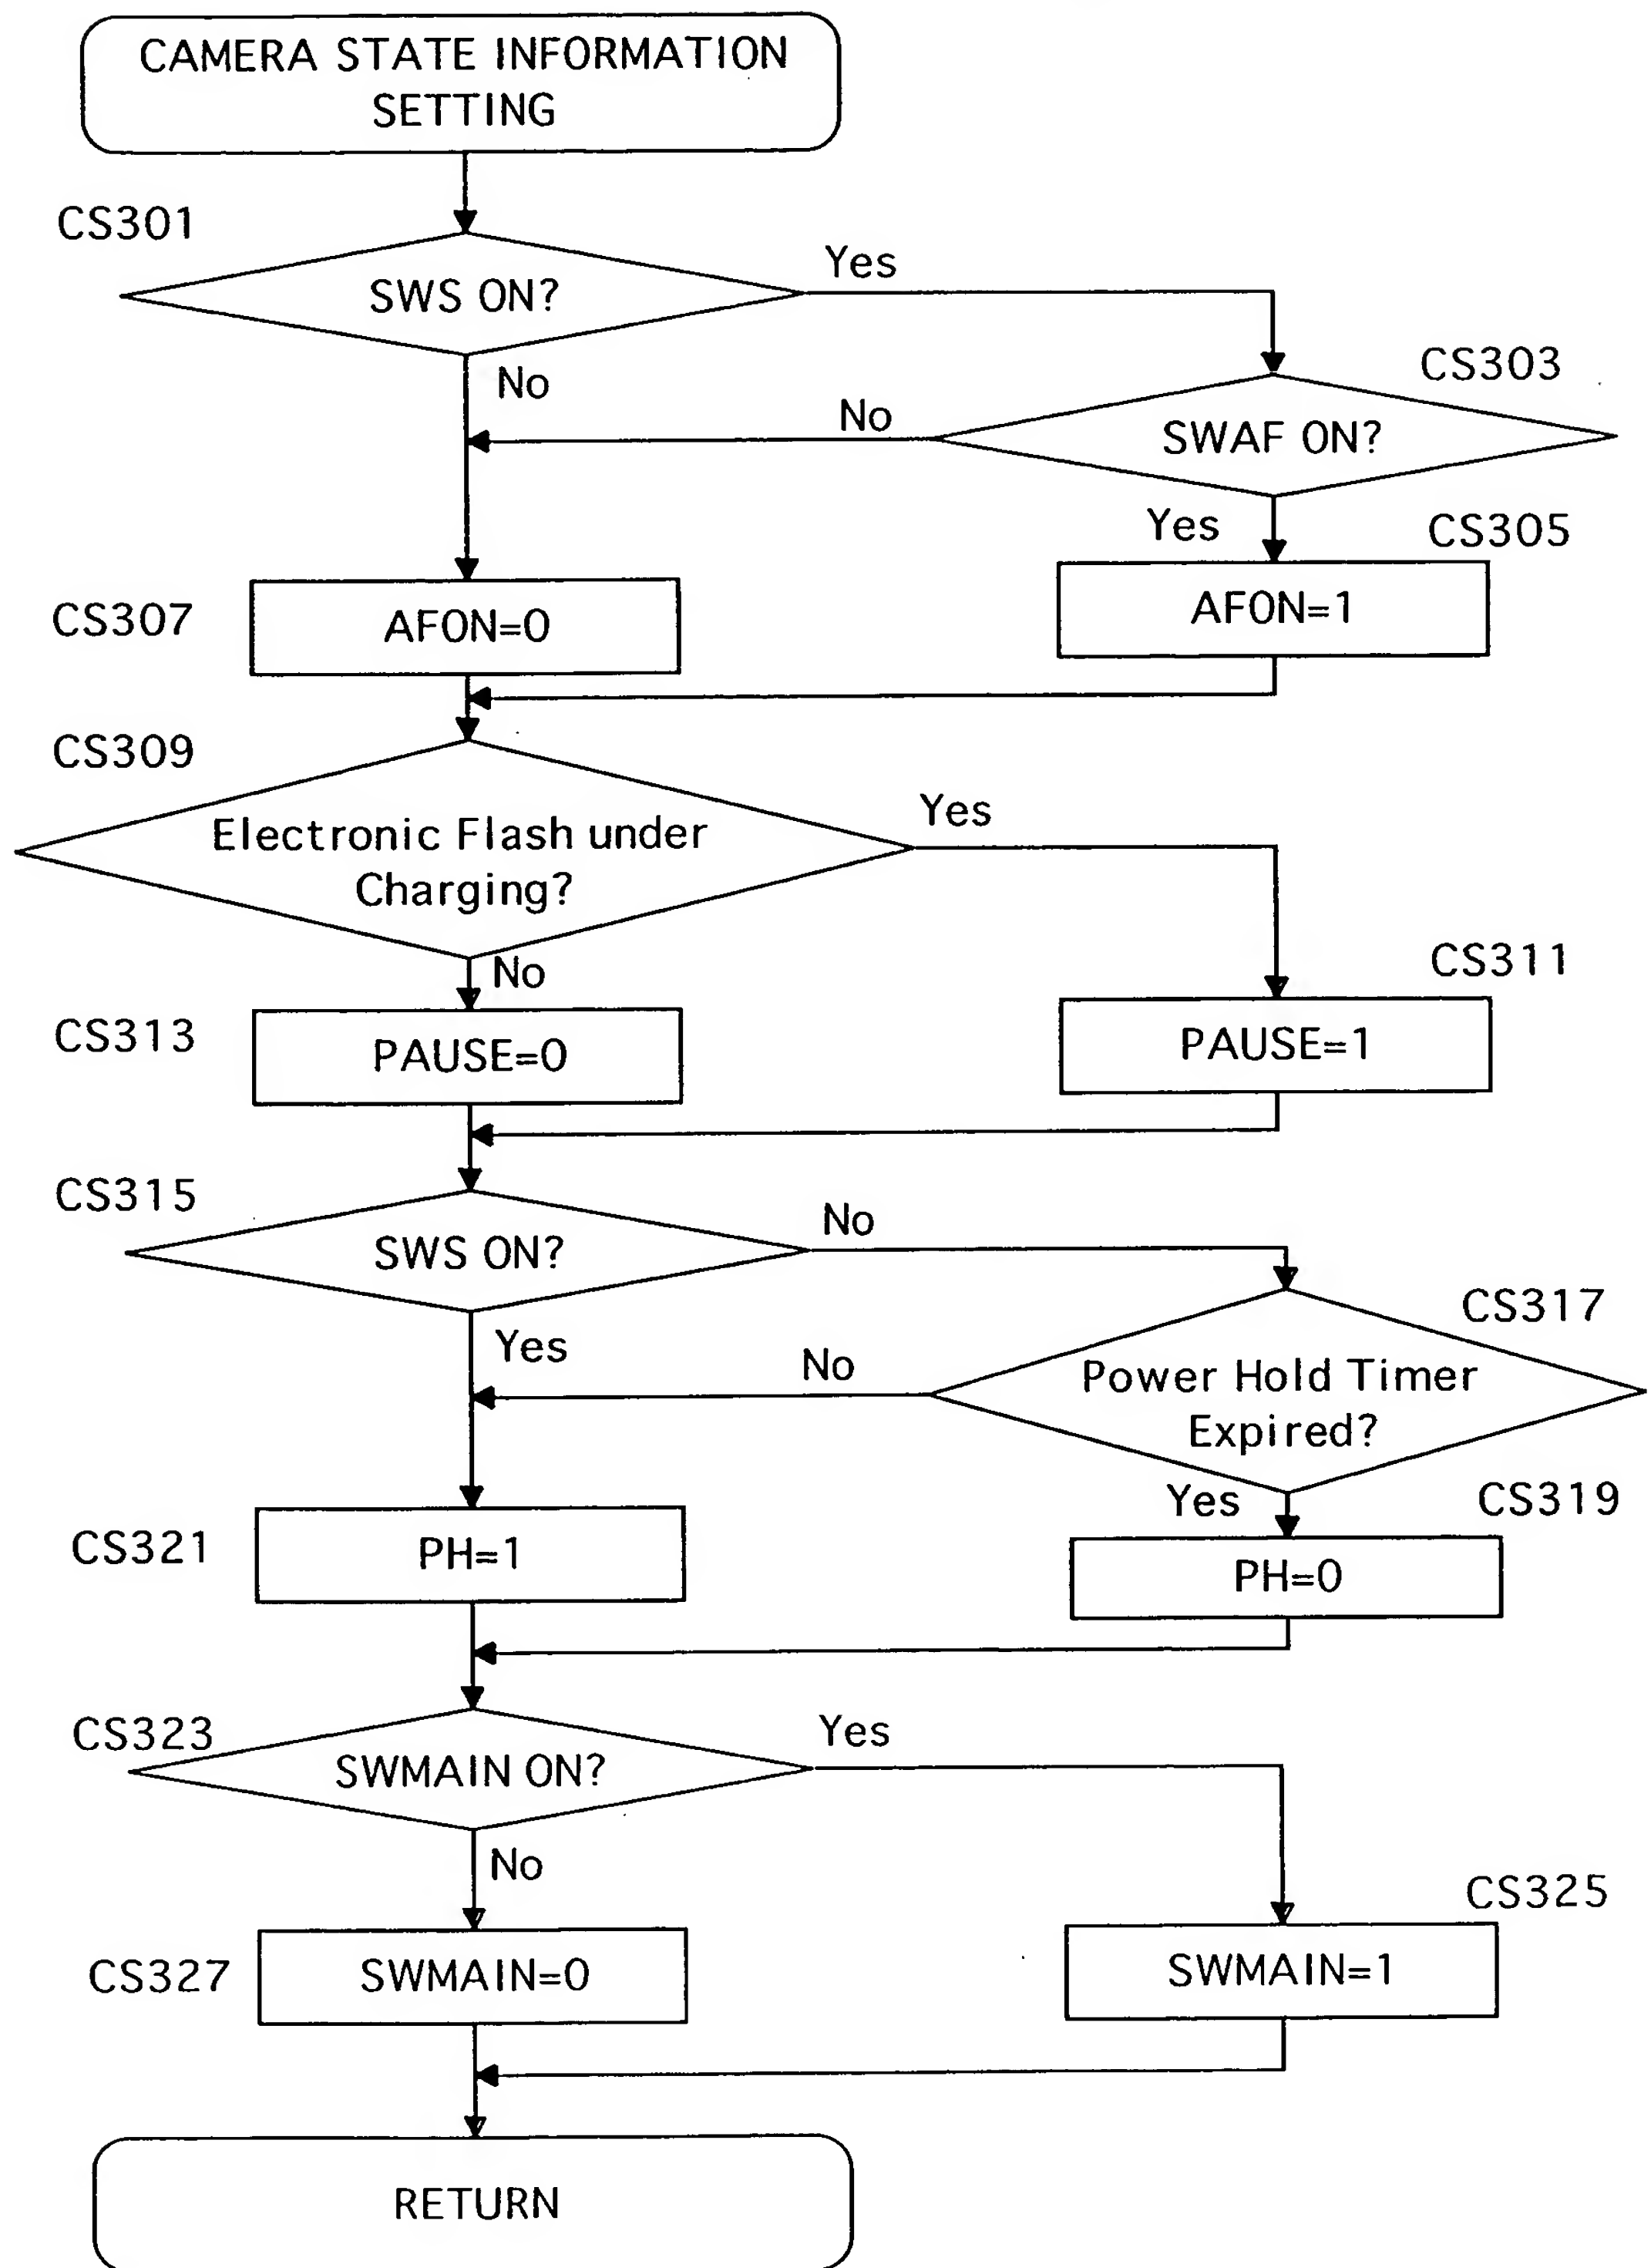 CAMERA STATE INFORMATION
SETTING
CS301
SWS ON?
Yes
No
CS303
SWAF ON?
No
Yes
CS305
AFON=1
CS307
AFON=0
CS309
Electronic Flash under
Charging?
Yes
No
CS311
PAUSE=1
CS313
PAUSE=0
CS315
SWS ON?
No
Yes
CS317
Power Hold Timer
Expired?
No
Yes
CS319
PH=0
CS321
PH=1
CS323
SWMAIN ON?
Yes
No
CS325
SWMAIN=1
CS327
SWMAIN=0
RETURN